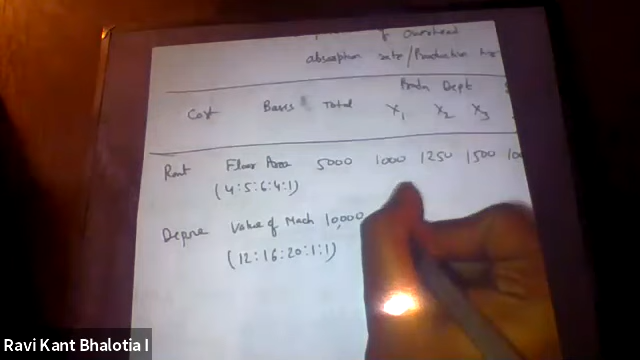 of overhead
absorption rate/Production hr
Prodn Dept
Cost Bases Total X1 X2 X3
Rent Floor Area 5000 1000 1250 1500 100
(4:5:6:4:1)
Depre Value of Mach 10,000
(12:16:20:1:1)
Ravi Kant Bhalotia I